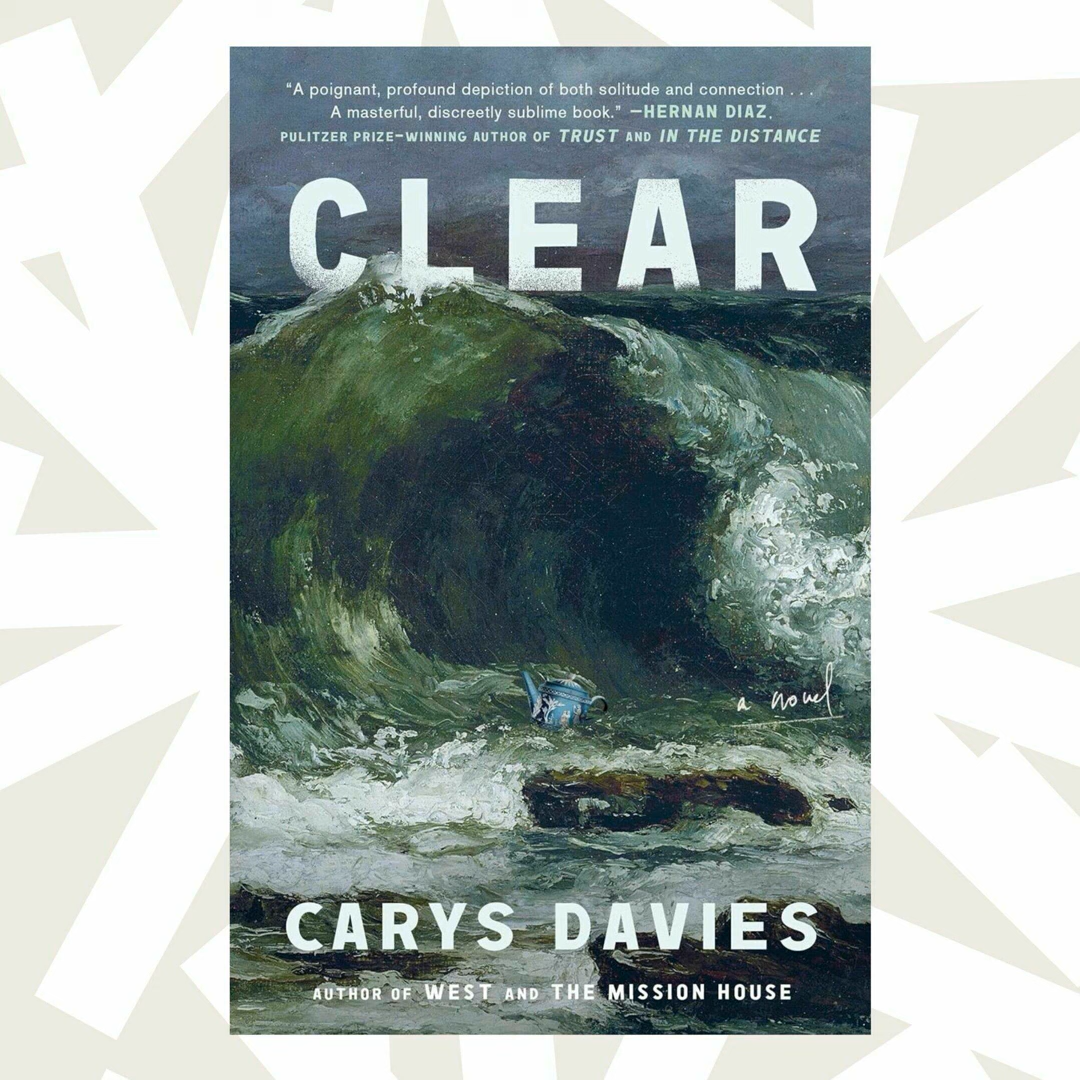 “A poignant, profound depiction of both solitude and connection . . .
A masterful, discreetly sublime book.” —HERNAN DIAZ,
PULITZER PRIZE–WINNING AUTHOR OF TRUST AND IN THE DISTANCE
CLEAR
a novel
CARYS DAVIES
AUTHOR OF WEST AND THE MISSION HOUSE